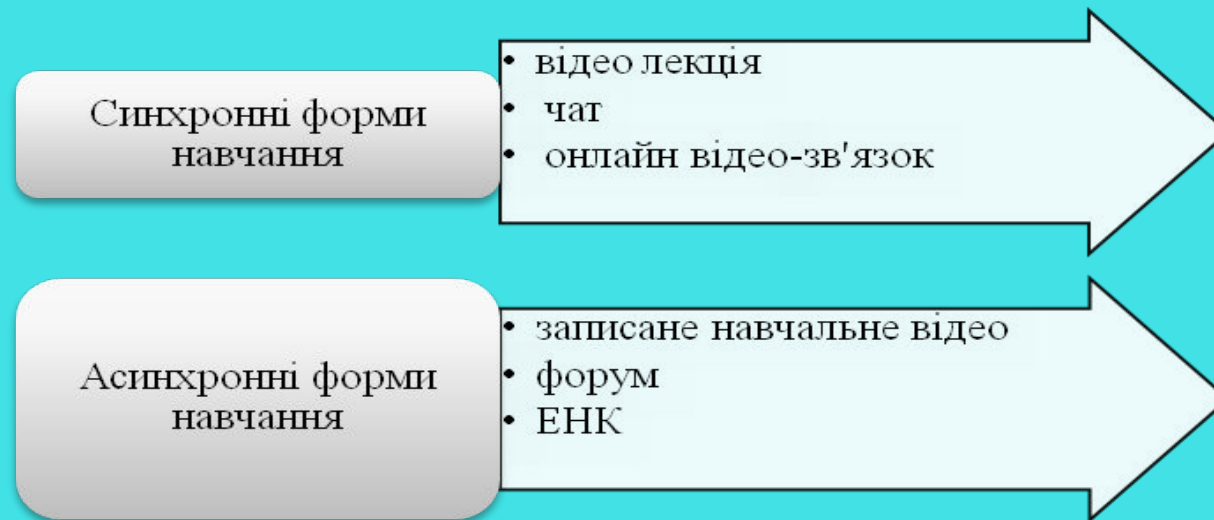 Синхронні форми
навчання
• відео лекція
• чат
• онлайн відео-зв'язок
Асинхронні форми
навчання
• записане навчальне відео
• форум
• ЕНК